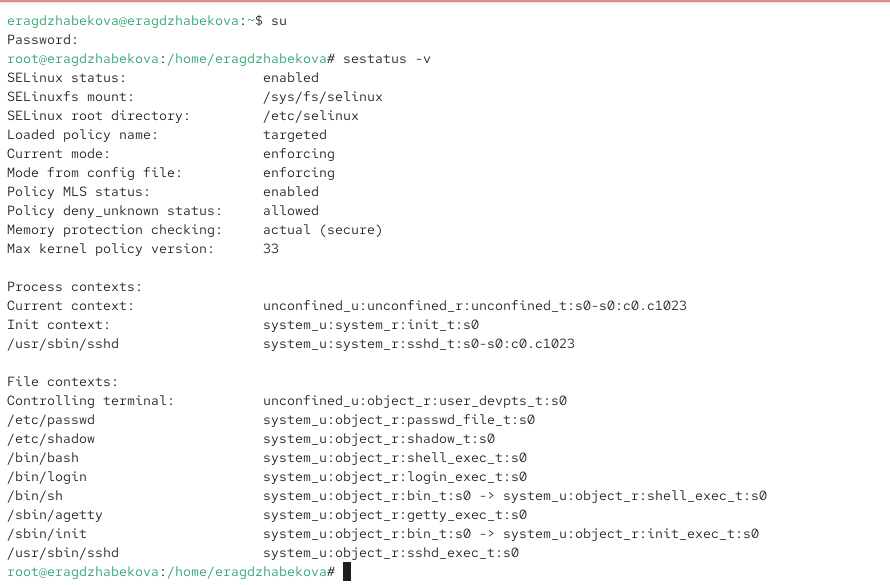 eragdzhabekova@eragdzhabekova:~$ su
Password:
root@eragdzhabekova:/home/eragdzhabekova# sestatus -v
SELinux status:                 enabled
SELinuxfs mount:                /sys/fs/selinux
SELinux root directory:         /etc/selinux
Loaded policy name:             targeted
Current mode:                   enforcing
Mode from config file:          enforcing
Policy MLS status:              enabled
Policy deny_unknown status:     allowed
Memory protection checking:     actual (secure)
Max kernel policy version:      33

Process contexts:
Current context:                unconfined_u:unconfined_r:unconfined_t:s0-s0:c0.c1023
Init context:                   system_u:system_r:init_t:s0
/usr/sbin/sshd                  system_u:system_r:sshd_t:s0-s0:c0.c1023

File contexts:
Controlling terminal:           unconfined_u:object_r:user_devpts_t:s0
/etc/passwd                     system_u:object_r:passwd_file_t:s0
/etc/shadow                     system_u:object_r:shadow_t:s0
/bin/bash                       system_u:object_r:shell_exec_t:s0
/bin/login                      system_u:object_r:login_exec_t:s0
/bin/sh                         system_u:object_r:bin_t:s0 -> system_u:object_r:shell_exec_t:s0
/sbin/agetty                    system_u:object_r:getty_exec_t:s0
/sbin/init                      system_u:object_r:bin_t:s0 -> system_u:object_r:init_exec_t:s0
/usr/sbin/sshd                  system_u:object_r:sshd_exec_t:s0
root@eragdzhabekova:/home/eragdzhabekova#